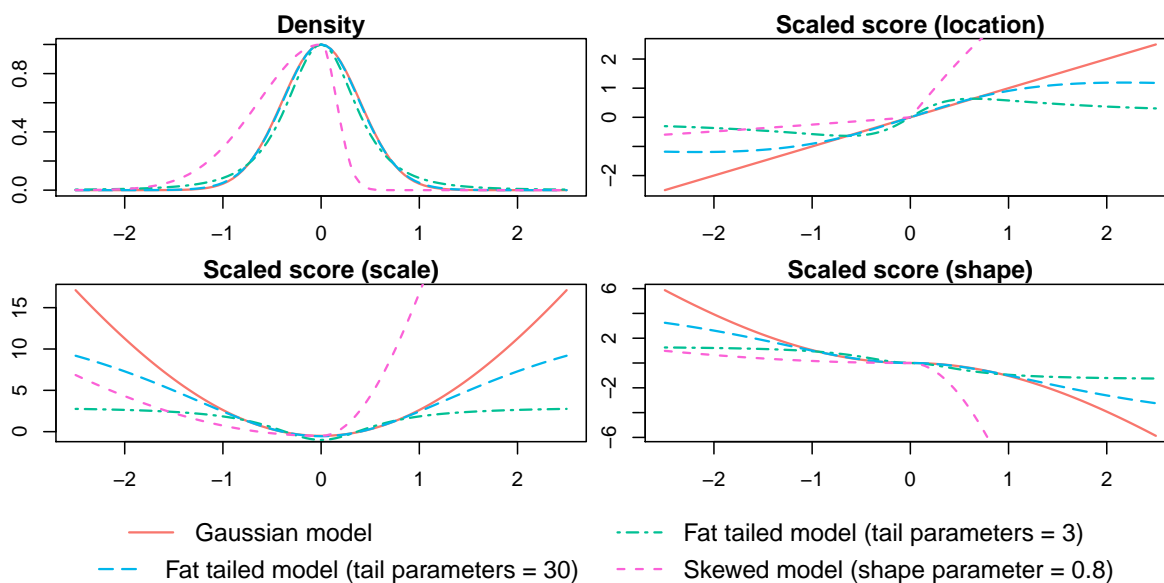 Density
0.0 0.4 0.8
−2 −1 0 1 2
Scaled score (location)
−2 0 1 2
−2 −1 0 1 2
Scaled score (scale)
0 5 10 15
−2 −1 0 1 2
Scaled score (shape)
−6 −2 2 6
−2 −1 0 1 2
Gaussian model
Fat tailed model (tail parameters = 3)
Fat tailed model (tail parameters = 30)
Skewed model (shape parameter = 0.8)